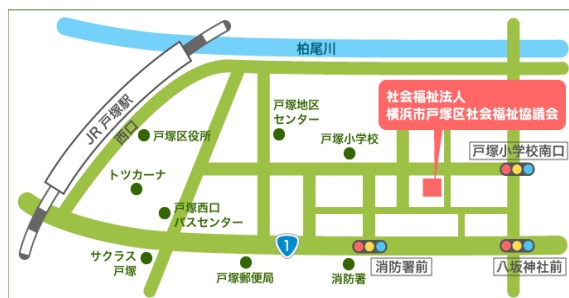 柏尾川
社会福祉法人
横浜市戸塚区社会福祉協議会
JR 戸塚駅
西口
戸塚区役所
戸塚地区
センター
戸塚小学校
戸塚小学校南口
トツカーナ
戸塚西口
バスセンター
サクラス
戸塚
1
戸塚郵便局
消防署
消防署前
八坂神社前